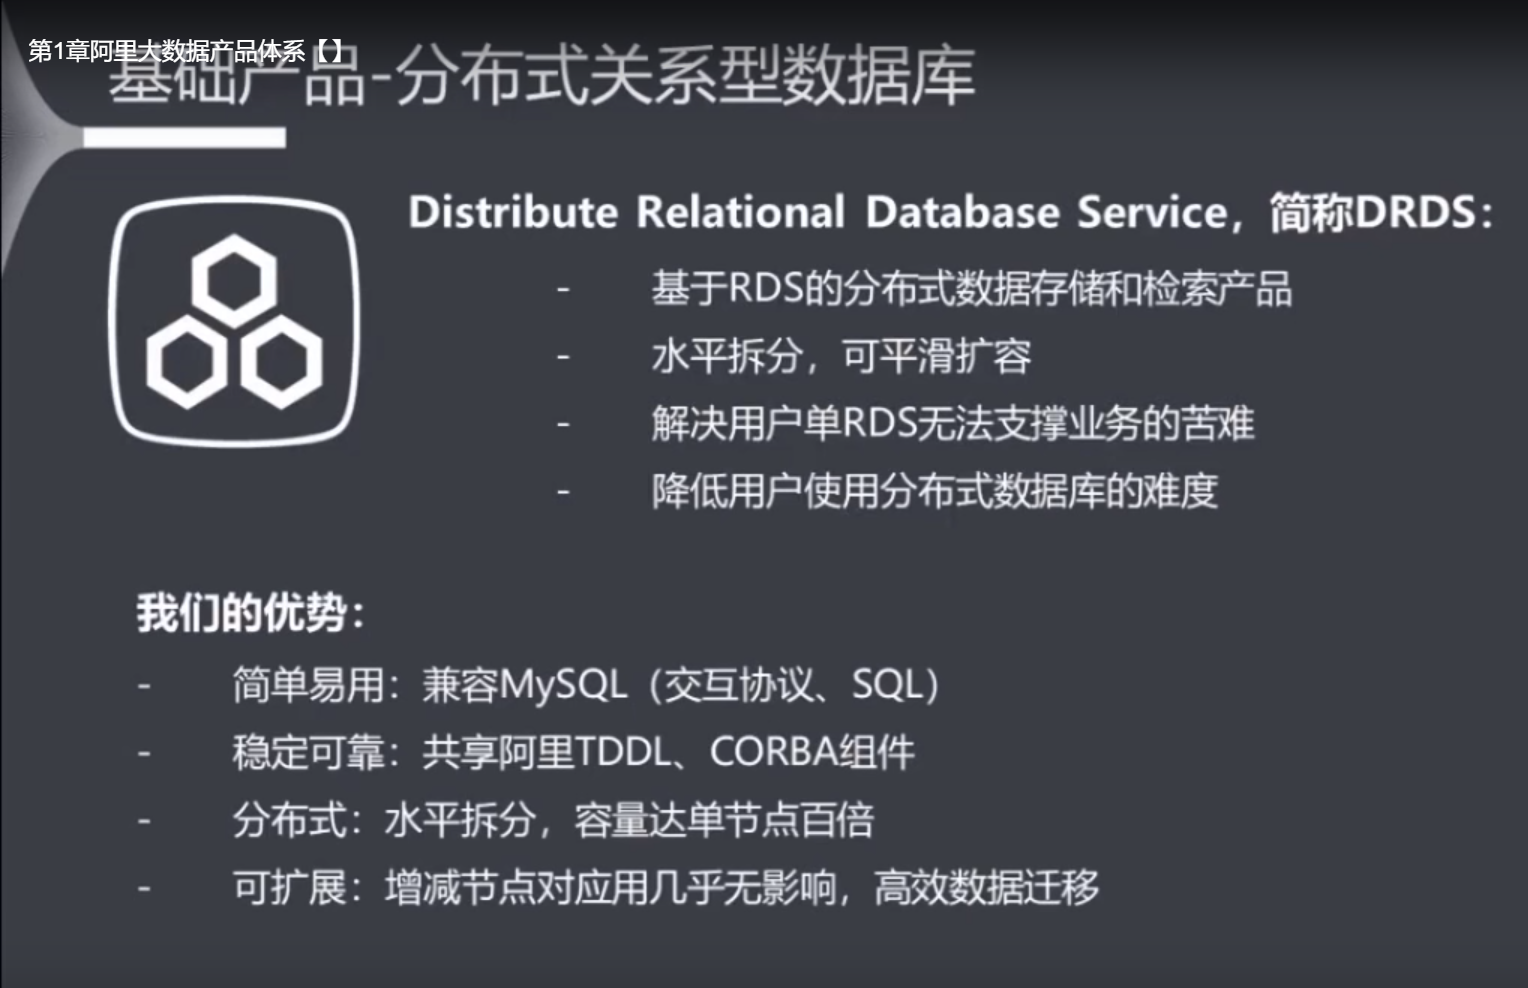 第1章阿里大数据产品体系【】
基础产品-分布式关系型数据库
Distribute Relational Database Service，简称DRDS：
- 基于RDS的分布式数据存储和检索产品
- 水平拆分，可平滑扩容
- 解决用户单RDS无法支撑业务的苦难
- 降低用户使用分布式数据库的难度
我们的优势：
- 简单易用：兼容MySQL（交互协议、SQL）
- 稳定可靠：共享阿里TDDL、CORBA组件
- 分布式：水平拆分，容量达单节点百倍
- 可扩展：增减节点对应用几乎无影响，高效数据迁移